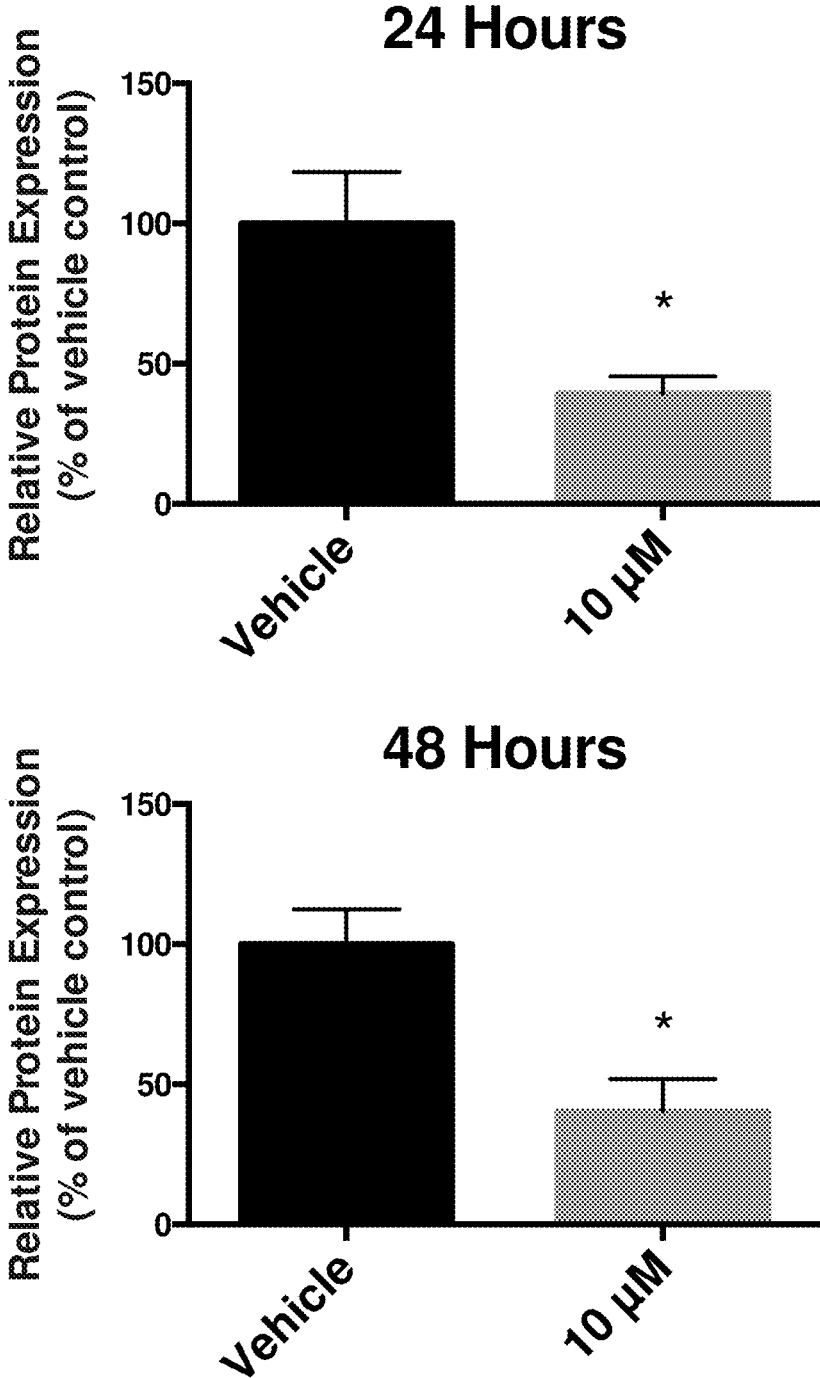 24 Hours
Relative Protein Expression
(% of vehicle control)
150
100
50
0
*
Vehicle
10 µM
48 Hours
Relative Protein Expression
(% of vehicle control)
150
100
50
0
*
Vehicle
10 µM